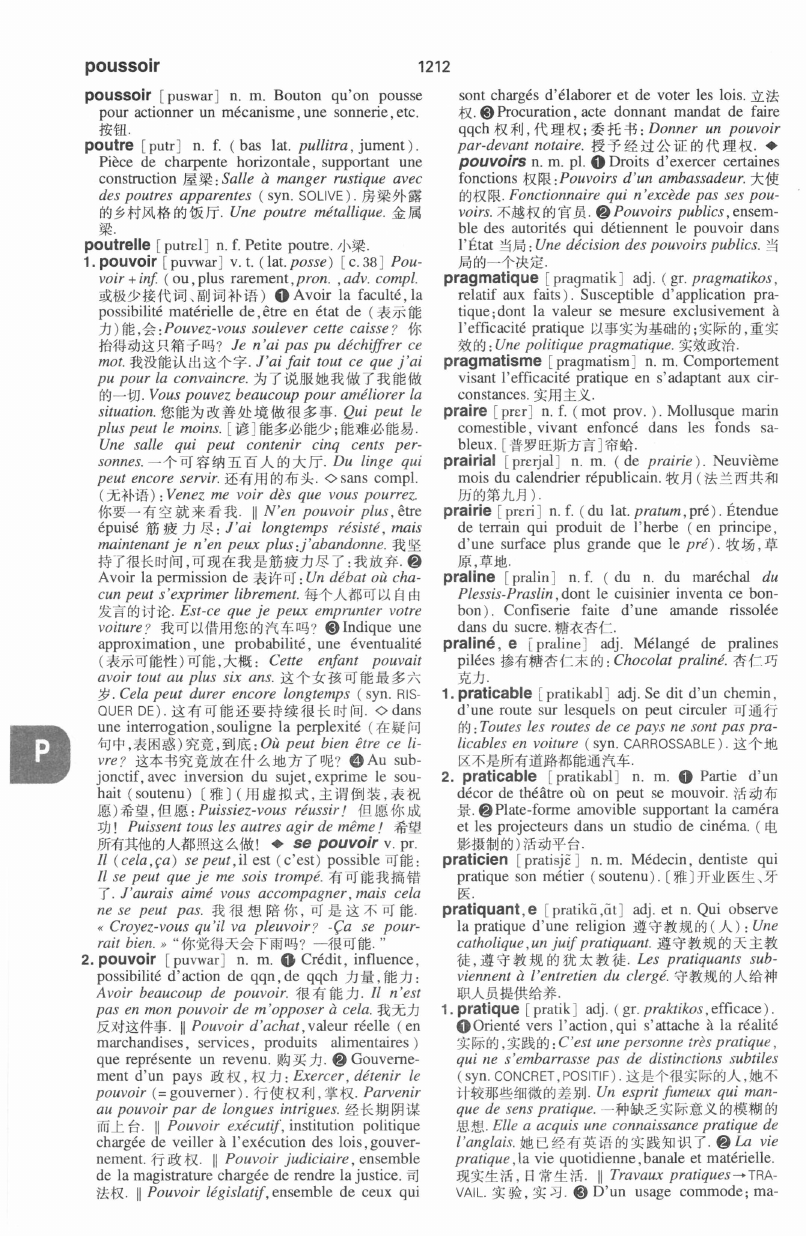 poussoir
1212
poussoir [puswar] n. m. Bouton qu'on pousse
pour actionner un mécanisme, une sonnerie, etc.
按钮.
poutre [putr] n. f. (bas lat. pullitra, jument).
Pièce de charpente horizontale, supportant une
construction 屋梁: Salle à manger rustique avec
des poutres apparentes (syn. SOLIVE). 房梁外露
的乡村风格的饭厅. Une poutre métallique. 金属
梁.
poutrelle [putrɛl] n. f. Petite poutre. 小梁.
1. pouvoir [puvwar] v. t. (lat. posse) [c. 38] Pou-
voir + inf. (ou, plus rarement, pron., adv. compl.
或极少接代词、副词补语) ❶ Avoir la faculté, la
possibilité matérielle de, être en état de (表示能
力)能,会: Pouvez-vous soulever cette caisse? 你
抬得动这只箱子吗? Je n'ai pas pu déchiffrer ce
mot. 我没能认出这个字. J'ai fait tout ce que j'ai
pu pour la convaincre. 为了说服她我做了我能做
的一切. Vous pouvez beaucoup pour améliorer la
situation. 您能为改善处境做很多事. Qui peut le
plus peut le moins. [谚]能多必能少;能难必能易.
Une salle qui peut contenir cinq cents per-
sonnes. 一个可容纳五百人的大厅. Du linge qui
peut encore servir. 还有用的布头. ◇ sans compl.
(无补语): Venez me voir dès que vous pourrez.
你要一有空就来看我. ‖ N'en pouvoir plus, être
épuisé 筋疲力尽: J'ai longtemps résisté, mais
maintenant je n'en peux plus: j'abandonne. 我坚
持了很长时间,可现在我是筋疲力尽了:我放弃. ❷
Avoir la permission de 表许可: Un débat où cha-
cun peut s'exprimer librement. 每个人都可以自由
发言的讨论. Est-ce que je peux emprunter votre
voiture? 我可以借用您的汽车吗? ❸ Indique une
approximation, une probabilité, une éventualité
(表示可能性)可能,大概: Cette enfant pouvait
avoir tout au plus six ans. 这个女孩可能最多六
岁. Cela peut durer encore longtemps (syn. RIS-
QUER DE). 这有可能还要持续很长时间. ◇ dans
une interrogation, souligne la perplexité (在疑问
句中,表困惑)究竟,到底: Où peut bien être ce li-
vre? 这本书究竟放在什么地方了呢? ❹ Au sub-
jonctif, avec inversion du sujet, exprime le sou-
hait (soutenu) [雅](用虚拟式,主谓倒装,表祝
愿)希望,但愿: Puissiez-vous réussir! 但愿你成
功! Puissent tous les autres agir de même! 希望
所有其他的人都照这么做! ◆ se pouvoir v. pr.
Il (cela, ça) se peut, il est (c'est) possible 可能:
Il se peut que je me sois trompé. 有可能我搞错
了. J'aurais aimé vous accompagner, mais cela
ne se peut pas. 我很想陪你,可是这不可能.
« Croyez-vous qu'il va pleuvoir? -Ça se pour-
rait bien. » “你觉得天会下雨吗? —很可能.”
2. pouvoir [puvwar] n. m. ❶ Crédit, influence,
possibilité d'action de qqn, de qqch 力量,能力:
Avoir beaucoup de pouvoir. 很有能力. Il n'est
pas en mon pouvoir de m'opposer à cela. 我无力
反对这件事. ‖ Pouvoir d'achat, valeur réelle (en
marchandises, services, produits alimentaires)
que représente un revenu. 购买力. ❷ Gouverne-
ment d'un pays 政权,权力: Exercer, détenir le
pouvoir (= gouverner). 行使权利,掌权. Parvenir
au pouvoir par de longues intrigues. 经长期阴谋
而上台. ‖ Pouvoir exécutif, institution politique
chargée de veiller à l'exécution des lois, gouver-
nement. 行政权. ‖ Pouvoir judiciaire, ensemble
de la magistrature chargée de rendre la justice. 司
法权. ‖ Pouvoir législatif, ensemble de ceux qui
P
sont chargés d'élaborer et de voter les lois. 立法
权. ❸ Procuration, acte donnant mandat de faire
qqch 权利,代理权;委托书: Donner un pouvoir
par-devant notaire. 授予经过公证的代理权. ◆
pouvoirs n. m. pl. ❶ Droits d'exercer certaines
fonctions 权限: Pouvoirs d'un ambassadeur. 大使
的权限. Fonctionnaire qui n'excède pas ses pou-
voirs. 不越权的官员. ❷ Pouvoirs publics, ensem-
ble des autorités qui détiennent le pouvoir dans
l'État 当局: Une décision des pouvoirs publics. 当
局的一个决定.
pragmatique [pragmatik] adj. (gr. pragmatikos,
relatif aux faits). Susceptible d'application pra-
tique; dont la valeur se mesure exclusivement à
l'efficacité pratique 以事实为基础的;实际的,重实
效的: Une politique pragmatique. 实效政治.
pragmatisme [pragmatism] n. m. Comportement
visant l'efficacité pratique en s'adaptant aux cir-
constances. 实用主义.
praire [prɛr] n. f. (mot prov.). Mollusque marin
comestible, vivant enfoncé dans les fonds sa-
bleux. [普罗旺斯方言]帘蛤.
prairial [prɛrjal] n. m. (de prairie). Neuvième
mois du calendrier républicain. 牧月(法兰西共和
历的第九月).
prairie [prɛri] n. f. (du lat. pratum, pré). Étendue
de terrain qui produit de l'herbe (en principe,
d'une surface plus grande que le pré). 牧场,草
原,草地.
praline [pralin] n. f. (du n. du maréchal du
Plessis-Praslin, dont le cuisinier inventa ce bon-
bon). Confiserie faite d'une amande rissolée
dans du sucre. 糖衣杏仁.
praliné, e [praline] adj. Mélangé de pralines
pilées 掺有糖杏仁末的: Chocolat praliné. 杏仁巧
克力.
1. praticable [pratikabl] adj. Se dit d'un chemin,
d'une route sur lesquels on peut circuler 可通行
的: Toutes les routes de ce pays ne sont pas pra-
licables en voiture (syn. CARROSSABLE). 这个地
区不是所有道路都能通汽车.
2. praticable [pratikabl] n. m. ❶ Partie d'un
décor de théâtre où on peut se mouvoir. 活动布
景. ❷ Plate-forme amovible supportant la caméra
et les projecteurs dans un studio de cinéma. (电
影摄制的)活动平台.
praticien [pratisjɛ̃] n. m. Médecin, dentiste qui
pratique son métier (soutenu). [雅]开业医生、牙
医.
pratiquant, e [pratikɑ̃, ɑ̃t] adj. et n. Qui observe
la pratique d'une religion 遵守教规的(人): Une
catholique, un juif pratiquant. 遵守教规的天主教
徒,遵守教规的犹太教徒. Les pratiquants sub-
viennent à l'entretien du clergé. 守教规的人给神
职人员提供给养.
1. pratique [pratik] adj. (gr. praktikos, efficace).
❶ Orienté vers l'action, qui s'attache à la réalité
实际的,实践的: C'est une personne très pratique,
qui ne s'embarrasse pas de distinctions subtiles
(syn. CONCRET, POSITIF). 这是个很实际的人,她不
计较那些细微的差别. Un esprit fumeux qui man-
que de sens pratique. 一种缺乏实际意义的模糊的
思想. Elle a acquis une connaissance pratique de
l'anglais. 她已经有英语的实践知识了. ❷ La vie
pratique, la vie quotidienne, banale et matérielle.
现实生活,日常生活. ‖ Travaux pratiques→TRA-
VAIL. 实验,实习. ❸ D'un usage commode; ma-